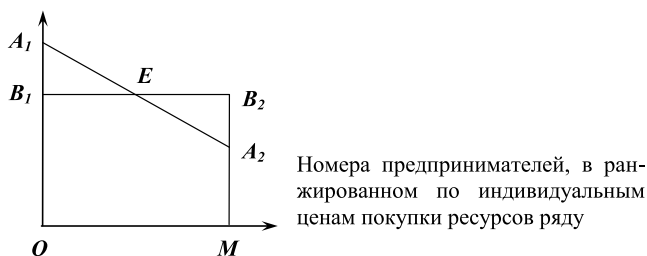 A1
E
B1
B2
A2
Номера предпринимателей, в ран-
жированном по индивидуальным
ценам покупки ресурсов ряду
O
M